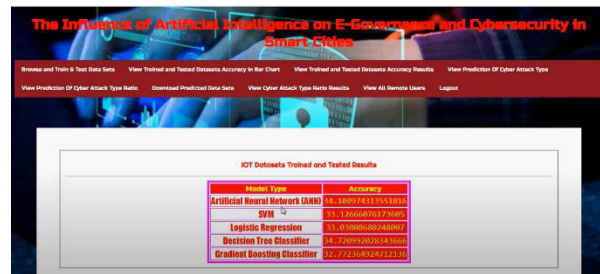 The Influence of Artificial Intelligence on E-Governance and Cybersecurity in
Smart Cities
Browse and Train & Test Data Sets View Trained and Tested Datasets Accuracy in Bar Chart View Trained and Tested Datasets Accuracy Results View Prediction Of Cyber Attack Type
View Prediction Of Cyber Attack Type Ratio Download Predicted Data Sets View Cyber Attack Type Ratio Results View All Remote Users Logout
IOT Datasets Trained and Tested Results
Model Type Accuracy
Artificial Neural Network (ANN) 34.100974313551816
SVM 33.12666076173605
Logistic Regression 33.03808680248007
Decision Tree Classifier 34.720992028343666
Gradient Boosting Classifier 32.772364924712136